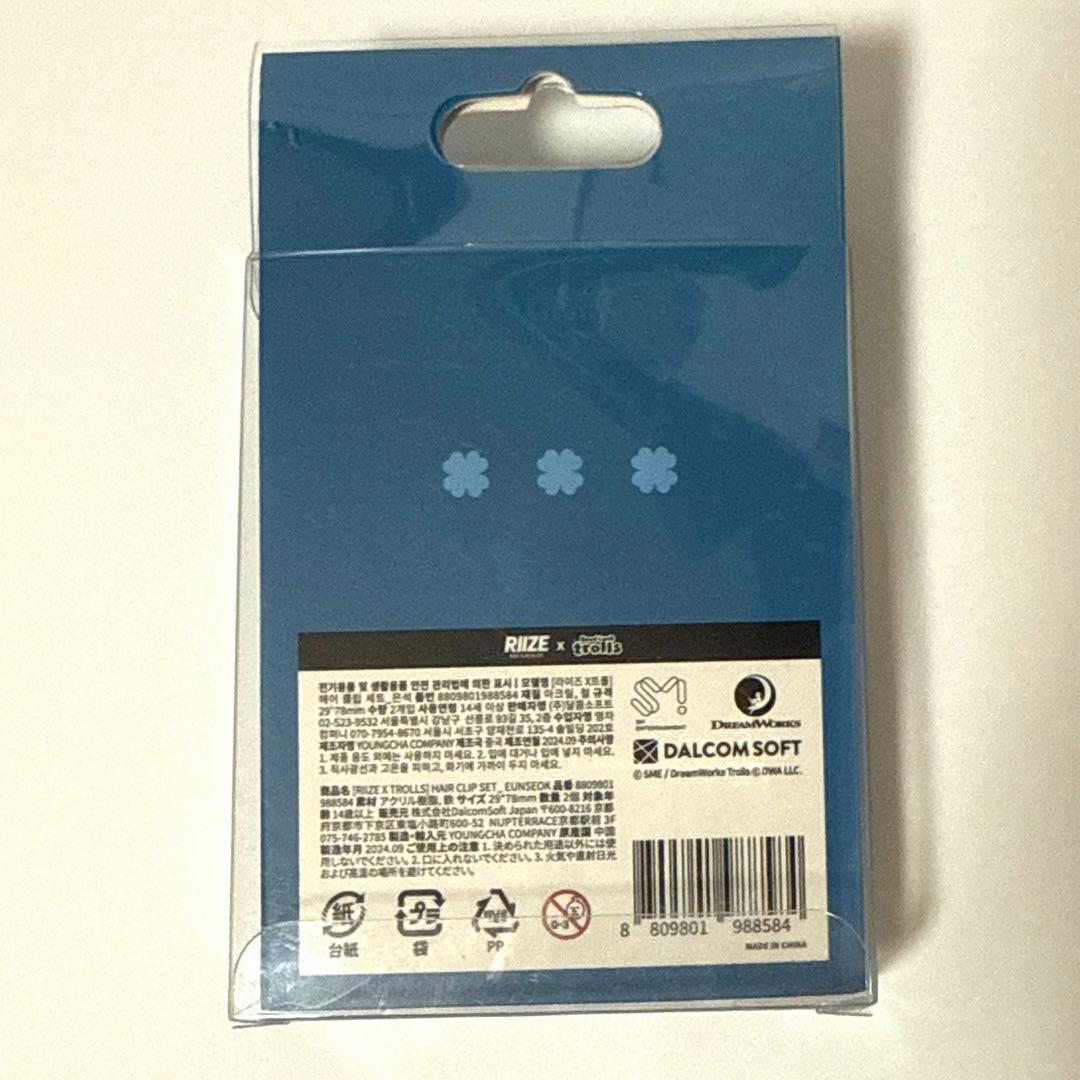 RIIZE x trolls
전기용품 및 생활용품 안전 관리법에 의한 표시 | 모델명 [라이즈 X트롤]
헤어 클립 세트_은석 품번 8809801988584 재질 아크릴, 철 규격
29*78mm 수량 2개입 사용연령 14세 이상 판매자명 (주)달콤소프트
02-523-9532 서울특별시 강남구 선릉로 93길 35, 2층 수입자명 영차
컴퍼니 070-7954-8670 서울시 서초구 양재천로 135-4 솔빌딩 202호
제조자명 YOUNGCHA COMPANY 제조국 중국 제조연월 2024.09 주의사항
1. 제품 용도 외에는 사용하지 마세요. 2. 입에 대거나 입에 넣지 마세요.
3. 직사광선과 고온을 피하고, 화기에 가까이 두지 마세요.
商品名 [RIIZE X TROLLS] HAIR CLIP SET_ EUNSEOK 品番 8809801
988584 素材 アクリル樹脂, 鉄 サイズ 29*78mm 数量 2個 対象年
齢 14歳以上 販売元 株式会社DalcomSoft Japan 〒600-8216 京都
府京都市下京区東塩小路町600-52 NUPTERRACE京都駅前 3F
075-746-2785 製造・輸入元 YOUNGCHA COMPANY 原産国 中国
製造年月 2024.09 ご使用上の注意 1. 決められた用途以外には使
用しないでください。2. 口に入れないでください。3. 火気や直射日光
および高温の場所を避けてください。
SM!
SM ENTERTAINMENT
DREAMWORKS
DALCOM SOFT
© SME / DreamWorks Trolls © DWA LLC.
紙
台紙
プラ
袋
PP
0-3
8 809801 988584
MADE IN CHINA